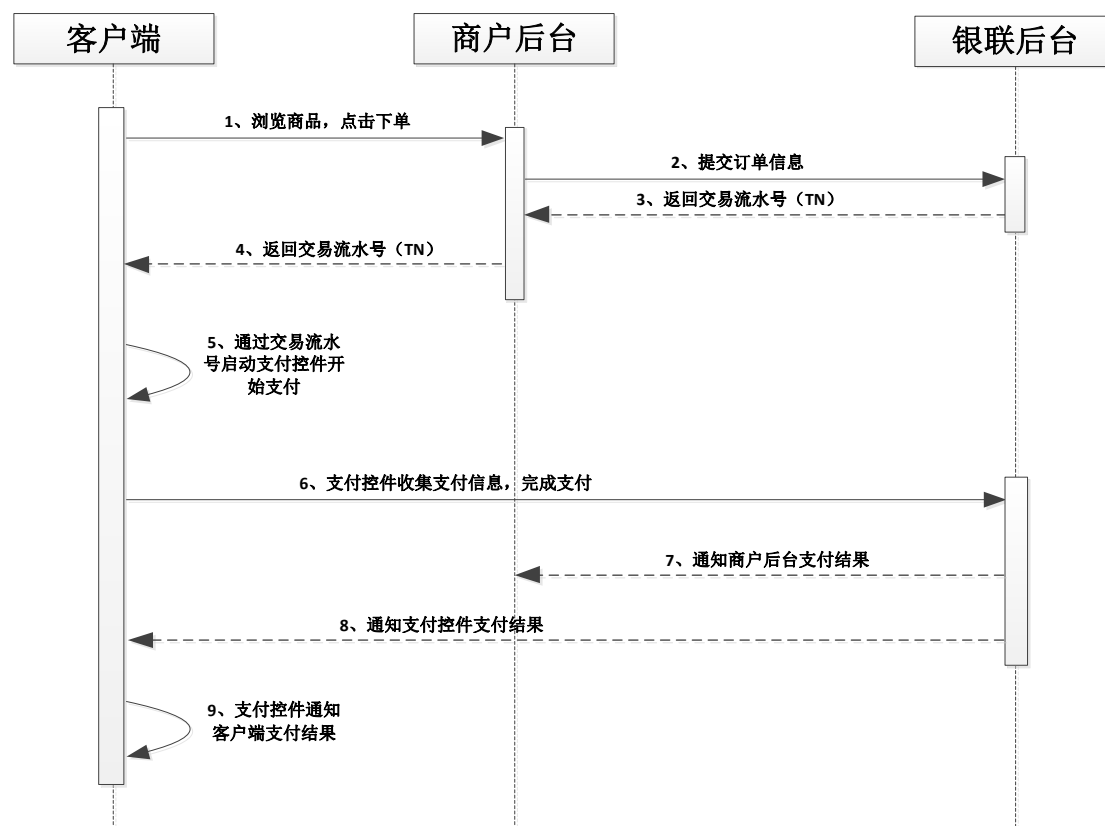 客户端
商户后台
银联后台
1、浏览商品，点击下单
2、提交订单信息
3、返回交易流水号（TN）
4、返回交易流水号（TN）
5、通过交易流水
号启动支付控件开
始支付
6、支付控件收集支付信息，完成支付
7、通知商户后台支付结果
8、通知支付控件支付结果
9、支付控件通知
客户端支付结果